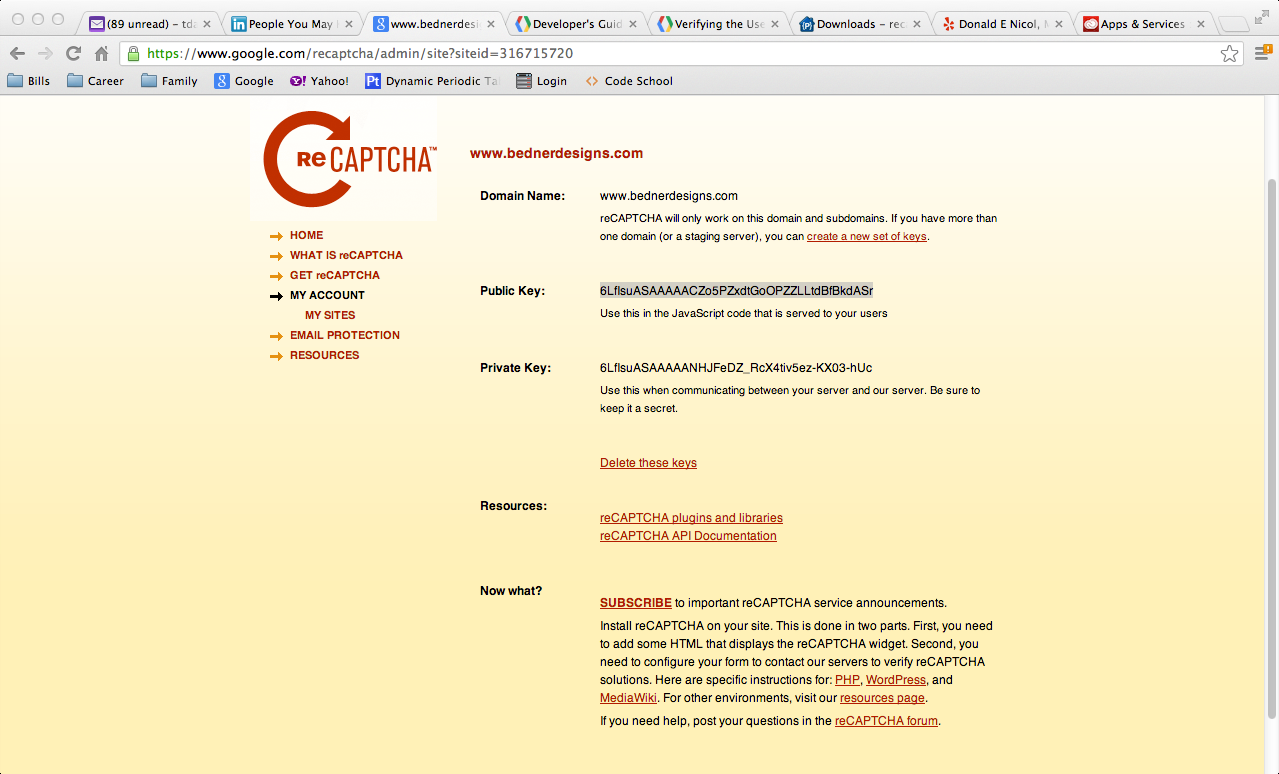 (89 unread) – tda
People You May
www.bednerdesi
Developer's Guid
Verifying the Use
Downloads – rec
Donald E Nicol,
Apps & Services
https://www.google.com/recaptcha/admin/site?siteid=316715720
Bills
Career
Family
Google
Yahoo!
Pt Dynamic Periodic Ta
Login
Code School
reCAPTCHA™
HOME
WHAT IS reCAPTCHA
GET reCAPTCHA
MY ACCOUNT
MY SITES
EMAIL PROTECTION
RESOURCES
www.bednerdesigns.com
Domain Name: www.bednerdesigns.com
reCAPTCHA will only work on this domain and subdomains. If you have more than
one domain (or a staging server), you can create a new set of keys.
Public Key: 6LfIsuASAAAAACZo5PZxdtGoOPZZLLtdBfBkdASr
Use this in the JavaScript code that is served to your users
Private Key: 6LfIsuASAAAAANHJFeDZ_RcX4tiv5ez-KX03-hUc
Use this when communicating between your server and our server. Be sure to
keep it a secret.
Delete these keys
Resources:
reCAPTCHA plugins and libraries
reCAPTCHA API Documentation
Now what?
SUBSCRIBE to important reCAPTCHA service announcements.
Install reCAPTCHA on your site. This is done in two parts. First, you need
to add some HTML that displays the reCAPTCHA widget. Second, you
need to configure your form to contact our servers to verify reCAPTCHA
solutions. Here are specific instructions for: PHP, WordPress, and
MediaWiki. For other environments, visit our resources page.
If you need help, post your questions in the reCAPTCHA forum.